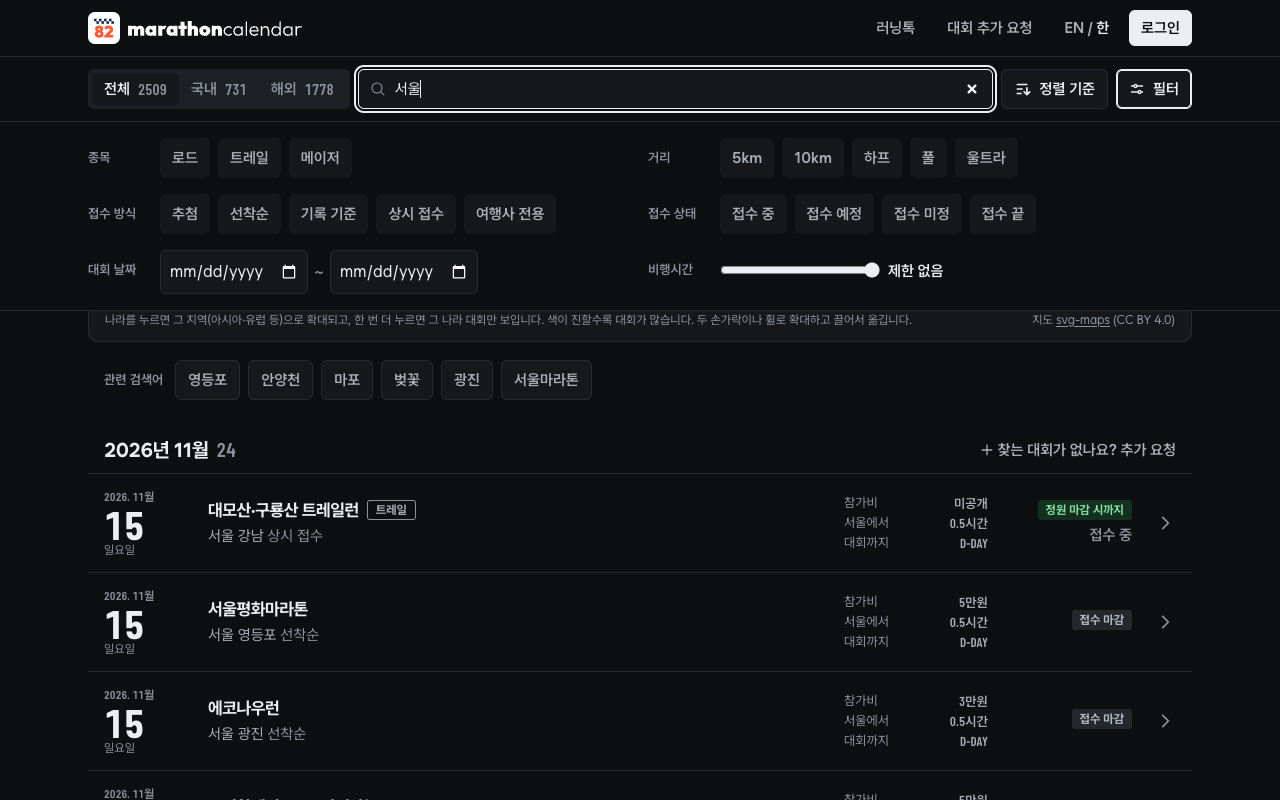 82 marathoncalendar
러닝톡 대회 추가 요청 EN / 한 로그인
전체 2509 국내 731 해외 1778 서울 정렬 기준 필터
종목 로드 트레일 메이저 거리 5km 10km 하프 풀 울트라
접수 방식 추첨 선착순 기록 기준 상시 접수 여행사 전용 접수 상태 접수 중 접수 예정 접수 미정 접수 끝
대회 날짜 mm/dd/yyyy ~ mm/dd/yyyy 비행시간 제한 없음
나라를 누르면 그 지역(아시아·유럽 등)으로 확대되고, 한 번 더 누르면 그 나라 대회만 보입니다. 색이 진할수록 대회가 많습니다. 두 손가락이나 휠로 확대하고 끌어서 옮깁니다. 지도 svg-maps (CC BY 4.0)
관련 검색어 영등포 안양천 마포 벚꽃 광진 서울마라톤
2026년 11월 24 + 찾는 대회가 없나요? 추가 요청
2026. 11월
15
일요일
대모산·구룡산 트레일런 트레일
서울 강남 상시 접수
참가비 미공개
서울에서 0.5시간
대회까지 D-DAY
정원 마감 시까지
접수 중
2026. 11월
15
일요일
서울평화마라톤
서울 영등포 선착순
참가비 5만원
서울에서 0.5시간
대회까지 D-DAY
접수 마감
2026. 11월
15
일요일
에코나우런
서울 광진 선착순
참가비 3만원
서울에서 0.5시간
대회까지 D-DAY
접수 마감
2026. 11월